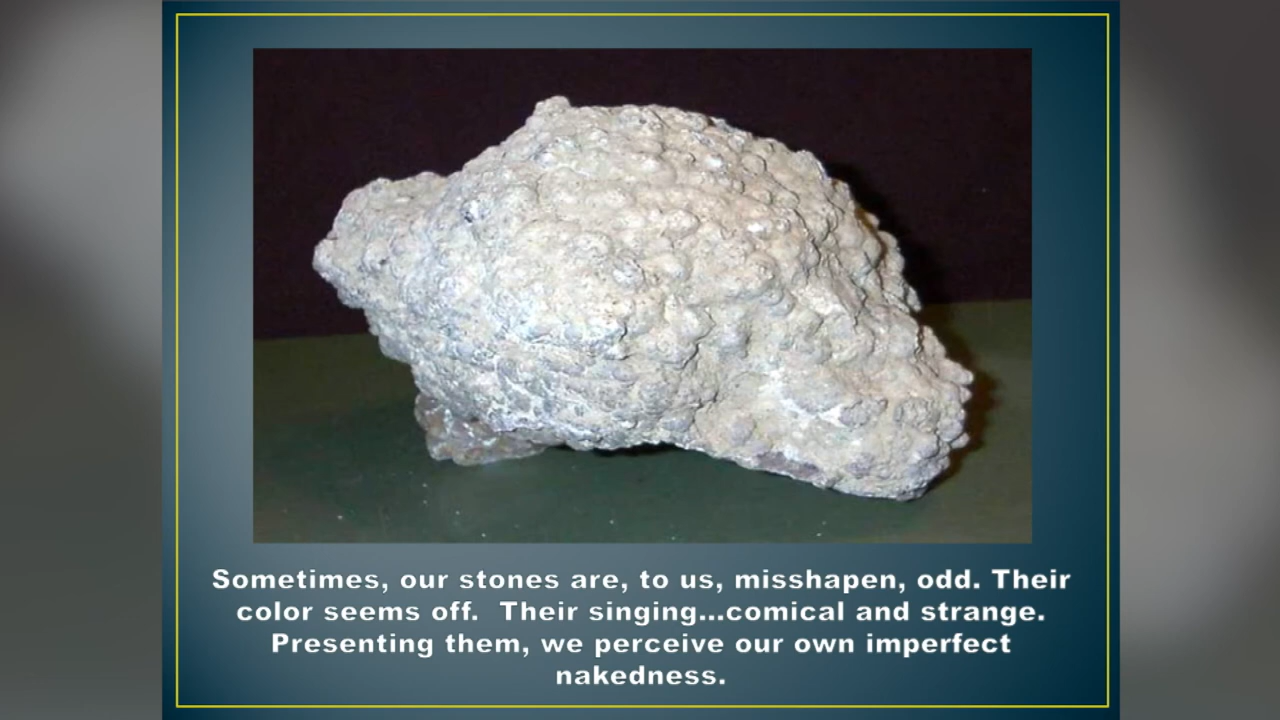 Sometimes, our stones are, to us, misshapen, odd. Their
color seems off.  Their singing...comical and strange.
Presenting them, we perceive our own imperfect
nakedness.